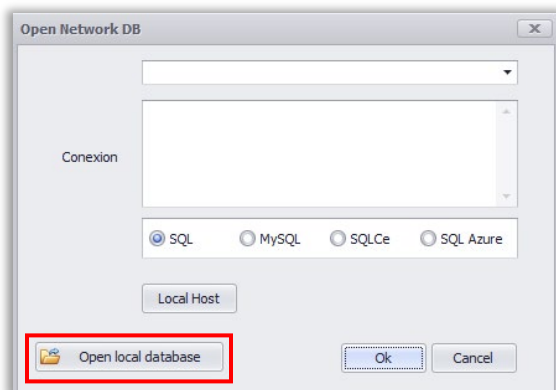 Open Network DB
Conexion
SQL MySQL SQLCe SQL Azure
Local Host
Open local database Ok Cancel